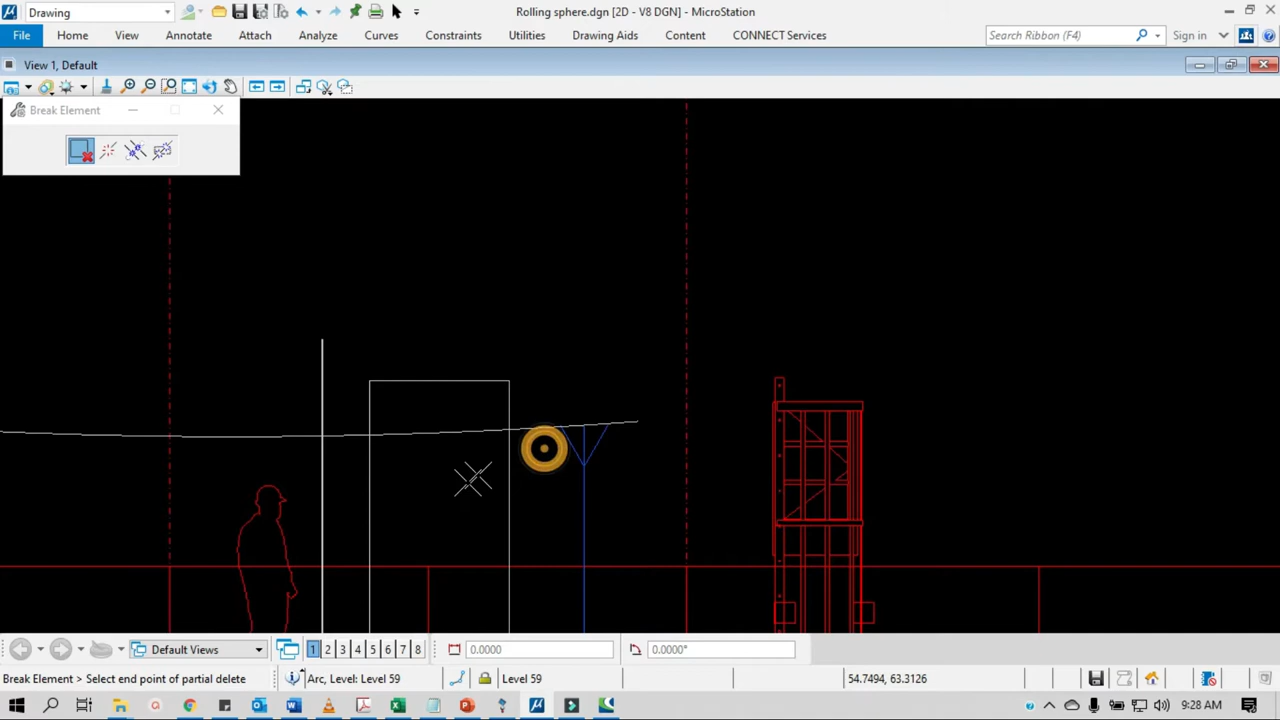 Drawing
Rolling sphere.dgn [2D - V8 DGN] - MicroStation
File Home View Annotate Attach Analyze Curves Constraints Utilities Drawing Aids Content CONNECT Services Search Ribbon (F4) Sign in
View 1, Default
Break Element
Default Views 1 2 3 4 5 6 7 8 0.0000 0.0000°
Break Element > Select end point of partial delete Arc, Level: Level 59 Level 59 54.7494, 63.3126
9:28 AM